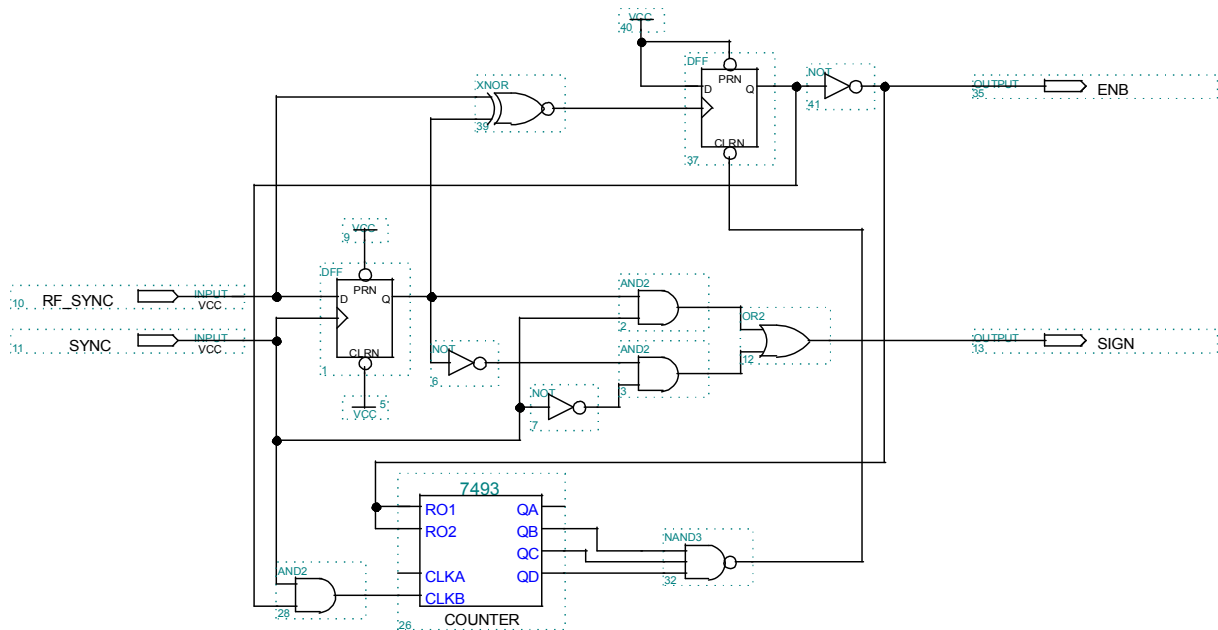 VCC
40
DFF
PRN
D
Q
CLRN
37
NOT
41
OUTPUT
35
ENB
XNOR
39
VCC
9
DFF
PRN
D
Q
CLRN
1
VCC
5
10
RF_SYNC
INPUT
VCC
11
SYNC
INPUT
VCC
AND2
2
NOT
6
AND2
3
NOT
7
OR2
12
OUTPUT
13
SIGN
7493
RO1
QA
RO2
QB
QC
CLKA
QD
CLKB
COUNTER
26
NAND3
32
AND2
28